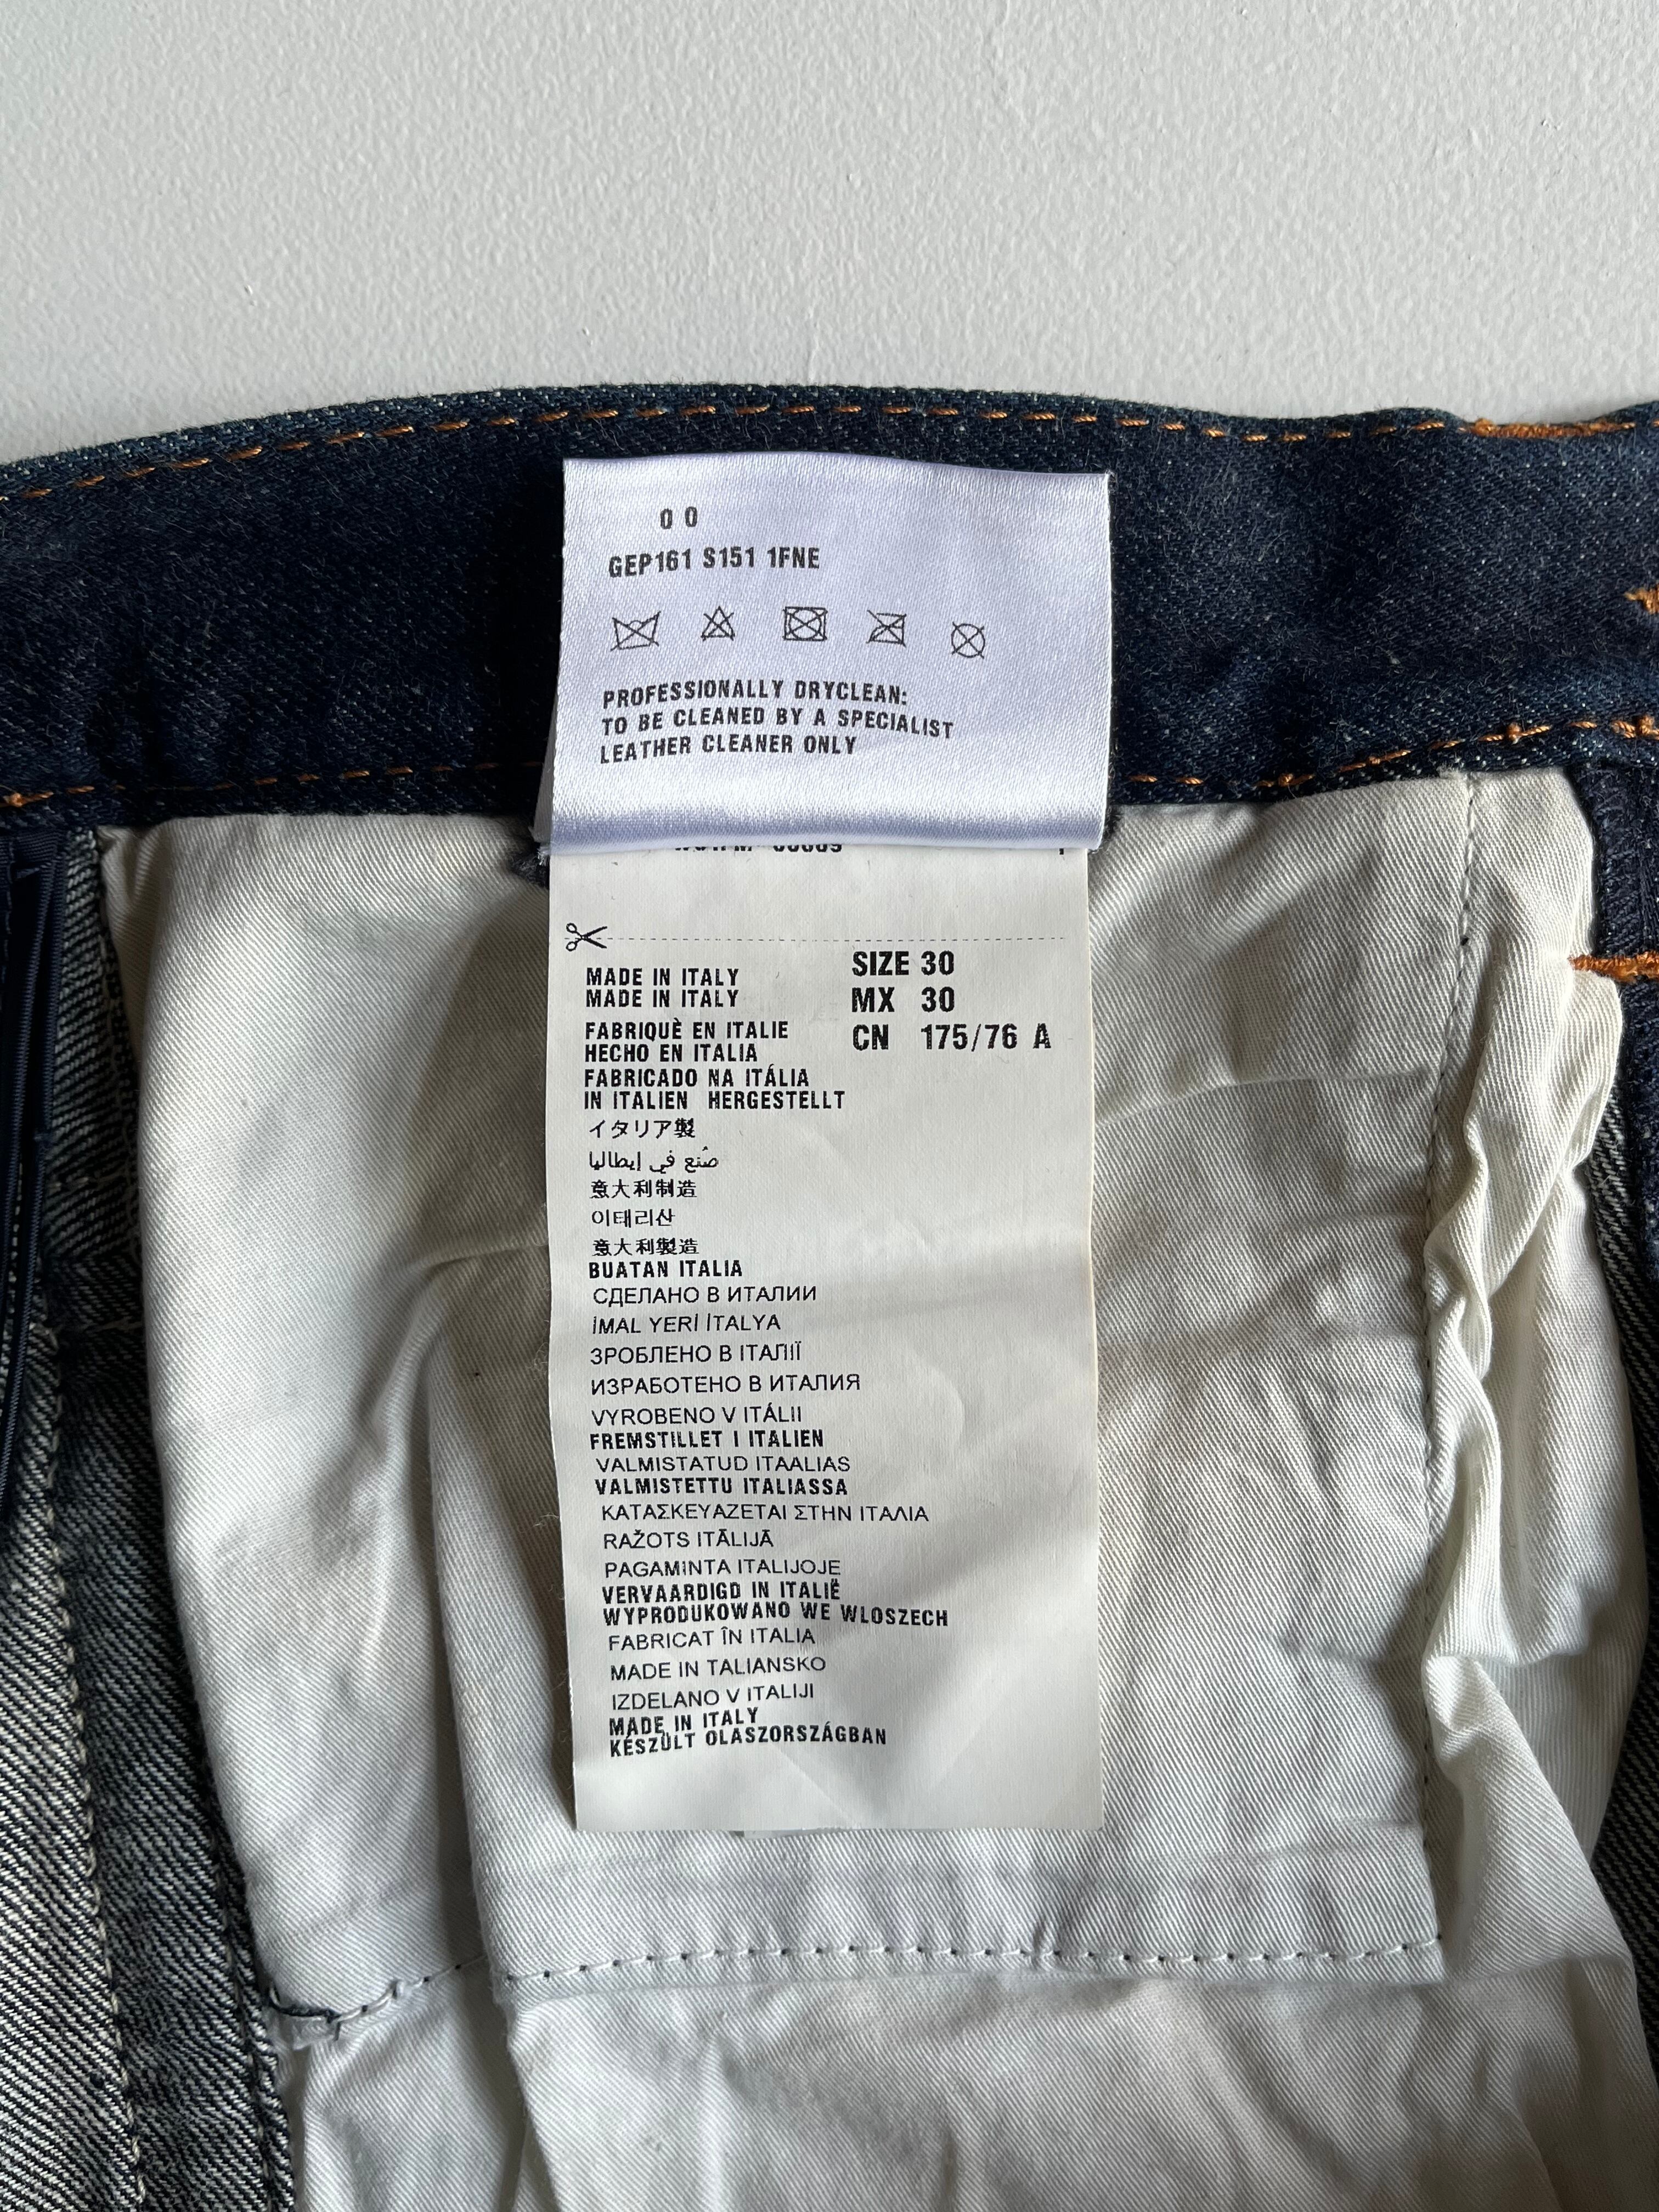 0 0
GEP161 S151 1FNE
PROFESSIONALLY DRYCLEAN:
TO BE CLEANED BY A SPECIALIST
LEATHER CLEANER ONLY
SIZE 30
MX 30
CN 175/76 A
MADE IN ITALY
MADE IN ITALY
FABRIQUÈ EN ITALIE
HECHO EN ITALIA
FABRICADO NA ITÁLIA
IN ITALIEN HERGESTELLT
イタリア製
صُنع في إيطاليا
意大利制造
이태리산
意大利製造
BUATAN ITALIA
СДЕЛАНО В ИТАЛИИ
İMAL YERİ İTALYA
ЗРОБЛЕНО В ІТАЛІЇ
ИЗРАБОТЕНО В ИТАЛИЯ
VYROBENO V ITÁLII
FREMSTILLET I ITALIEN
VALMISTATUD ITAALIAS
VALMISTETTU ITALIASSA
ΚΑΤΑΣΚΕΥΑΖΕΤΑΙ ΣΤΗΝ ΙΤΑΛΙΑ
RAŽOTS ITĀLIJĀ
PAGAMINTA ITALIJOJE
VERVAARDIGD IN ITALIË
WYPRODUKOWANO WE WLOSZECH
FABRICAT ÎN ITALIA
MADE IN TALIANSKO
IZDELANO V ITALIJI
MADE IN ITALY
KÉSZÜLT OLASZORSZÁGBAN